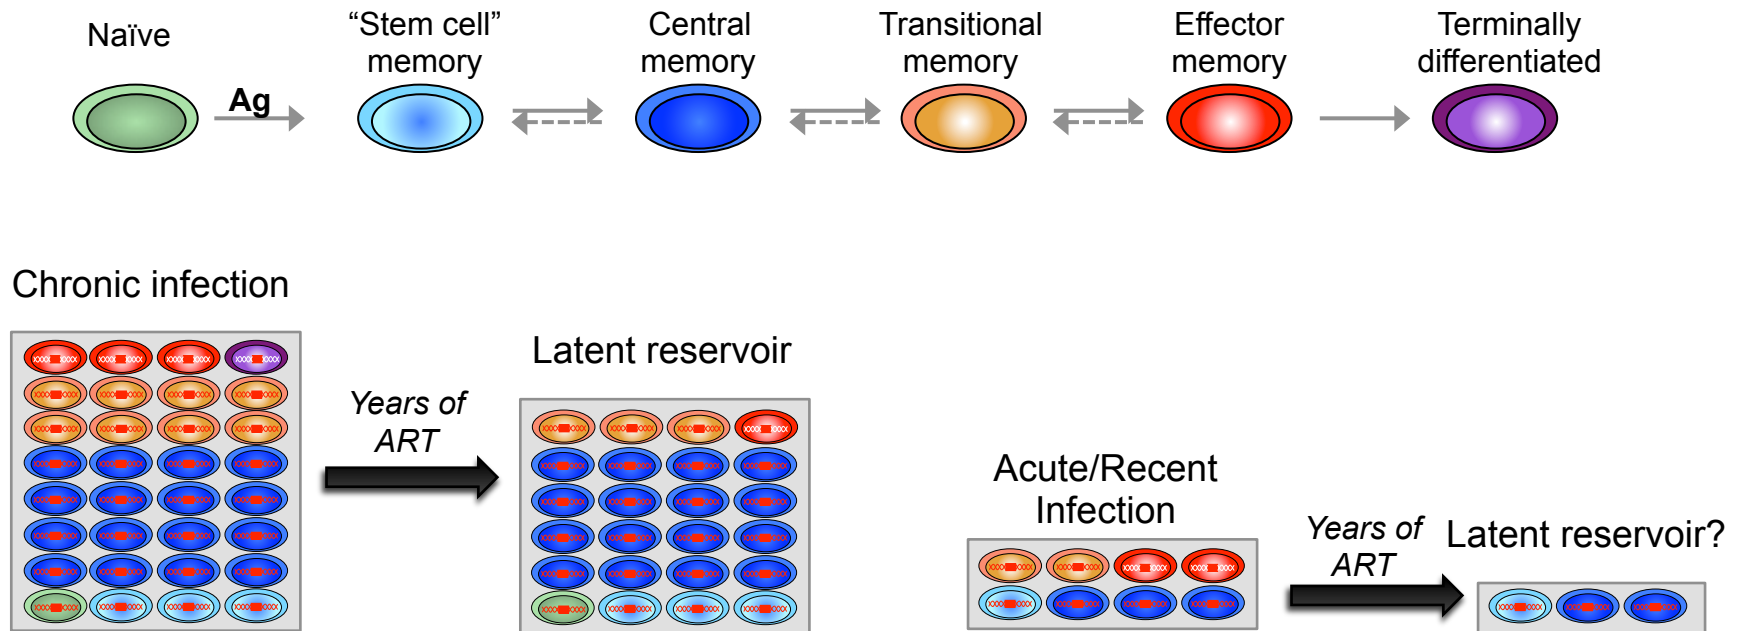 Naïve
“Stem cell”
memory
Central
memory
Transitional
memory
Effector
memory
Terminally
differentiated
Ag
Chronic infection
Years of
ART
Latent reservoir
Acute/Recent
Infection
Years of
ART
Latent reservoir?